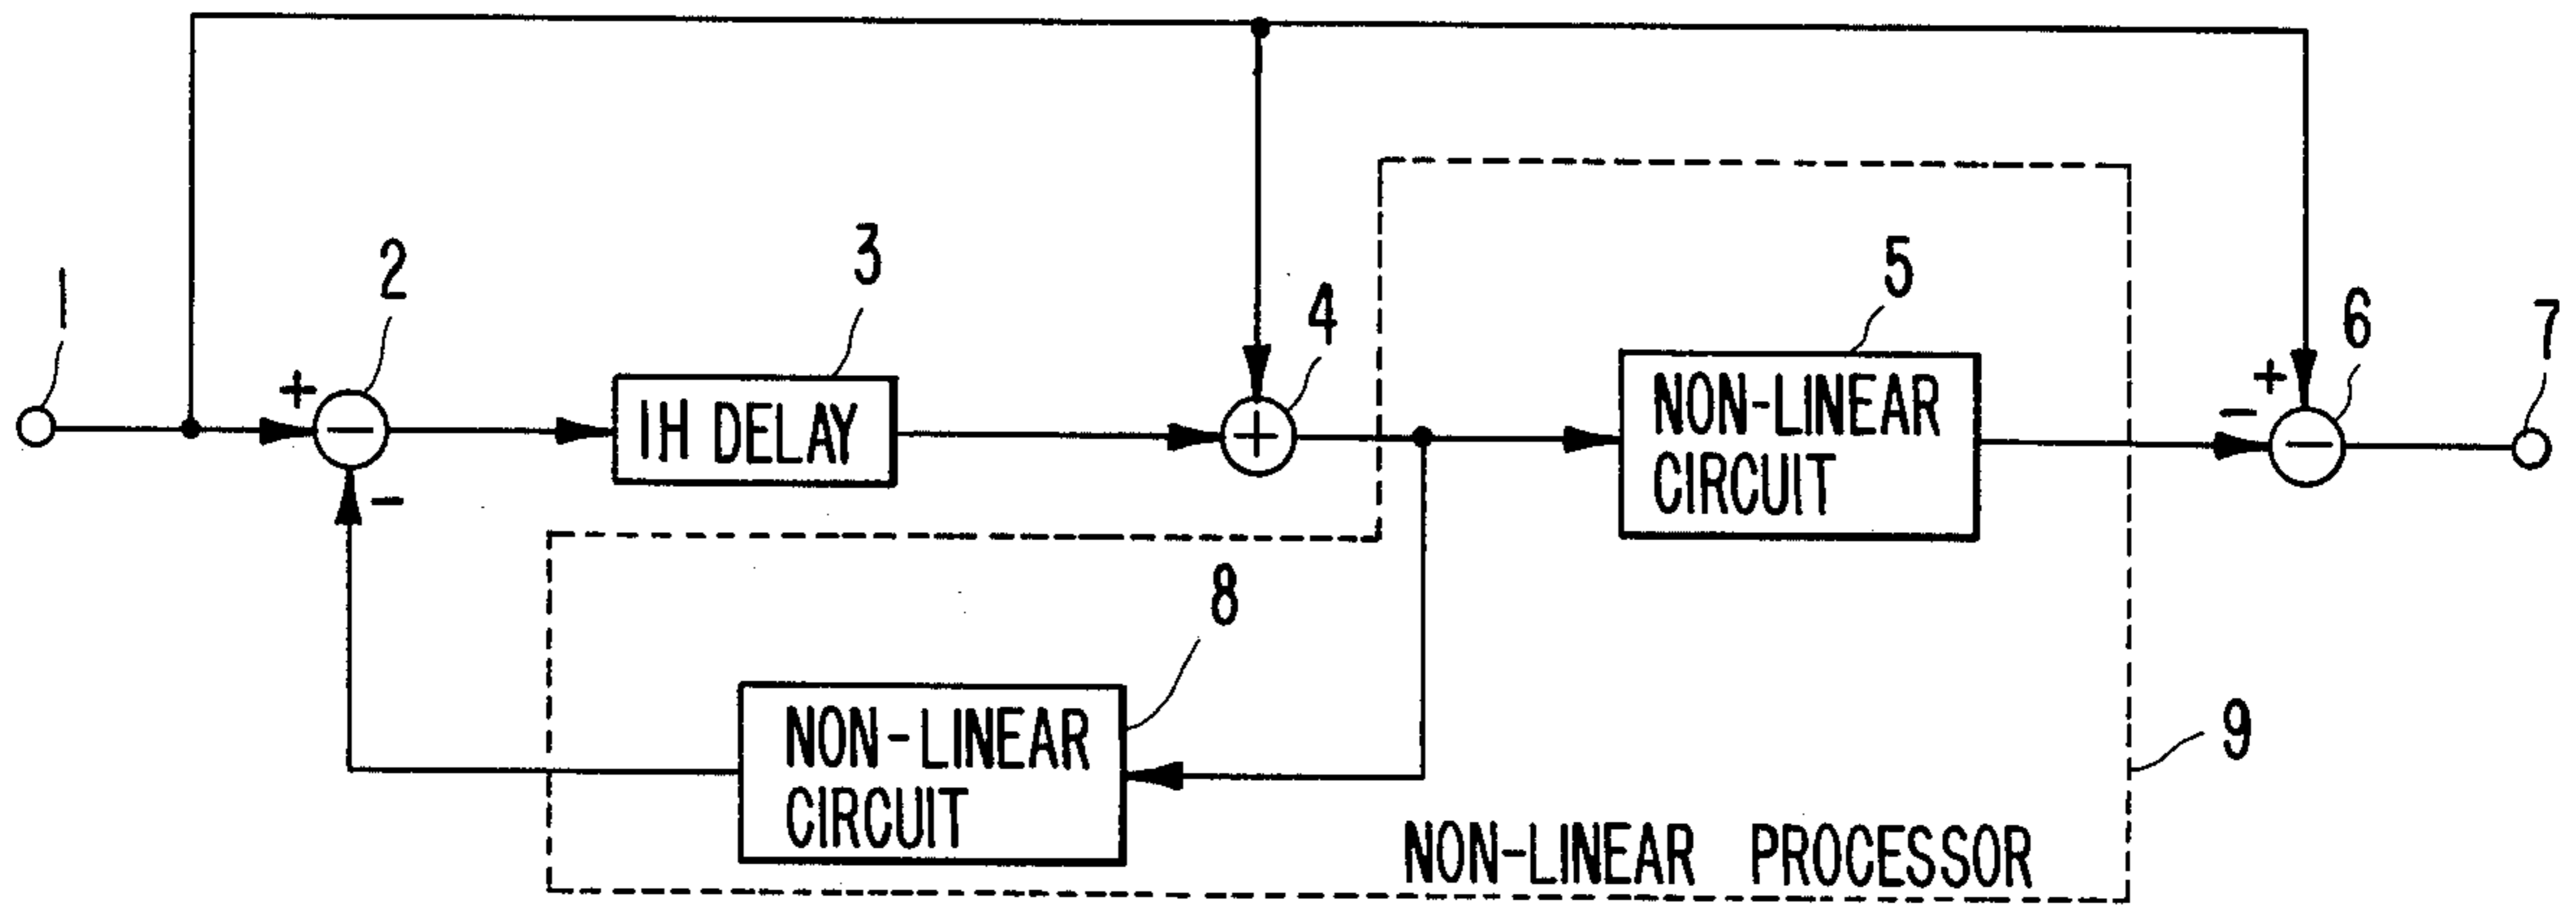 1
2
3
4
5
6
7
+
−
+
−
+
−
−
1H DELAY
NON-LINEAR
CIRCUIT
8
NON-LINEAR
CIRCUIT
9
NON-LINEAR PROCESSOR